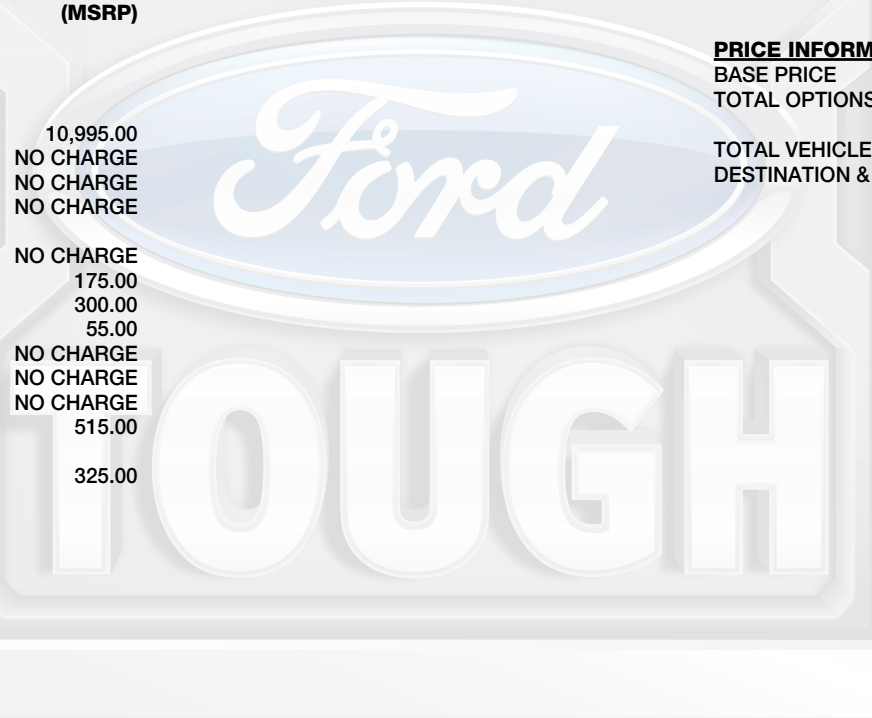 (MSRP)
10,995.00
NO CHARGE
NO CHARGE
NO CHARGE
NO CHARGE
175.00
300.00
55.00
NO CHARGE
NO CHARGE
NO CHARGE
515.00
325.00
PRICE INFORM
BASE PRICE
TOTAL OPTIONS
TOTAL VEHICLE
DESTINATION &
Ford
TOUGH